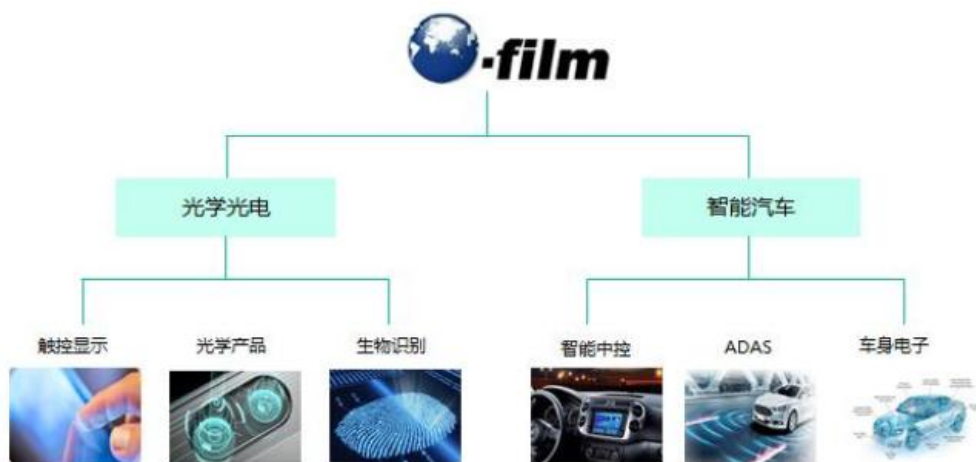 -film
光学光电
智能汽车
触控显示
光学产品
生物识别
智能中控
ADAS
车身电子